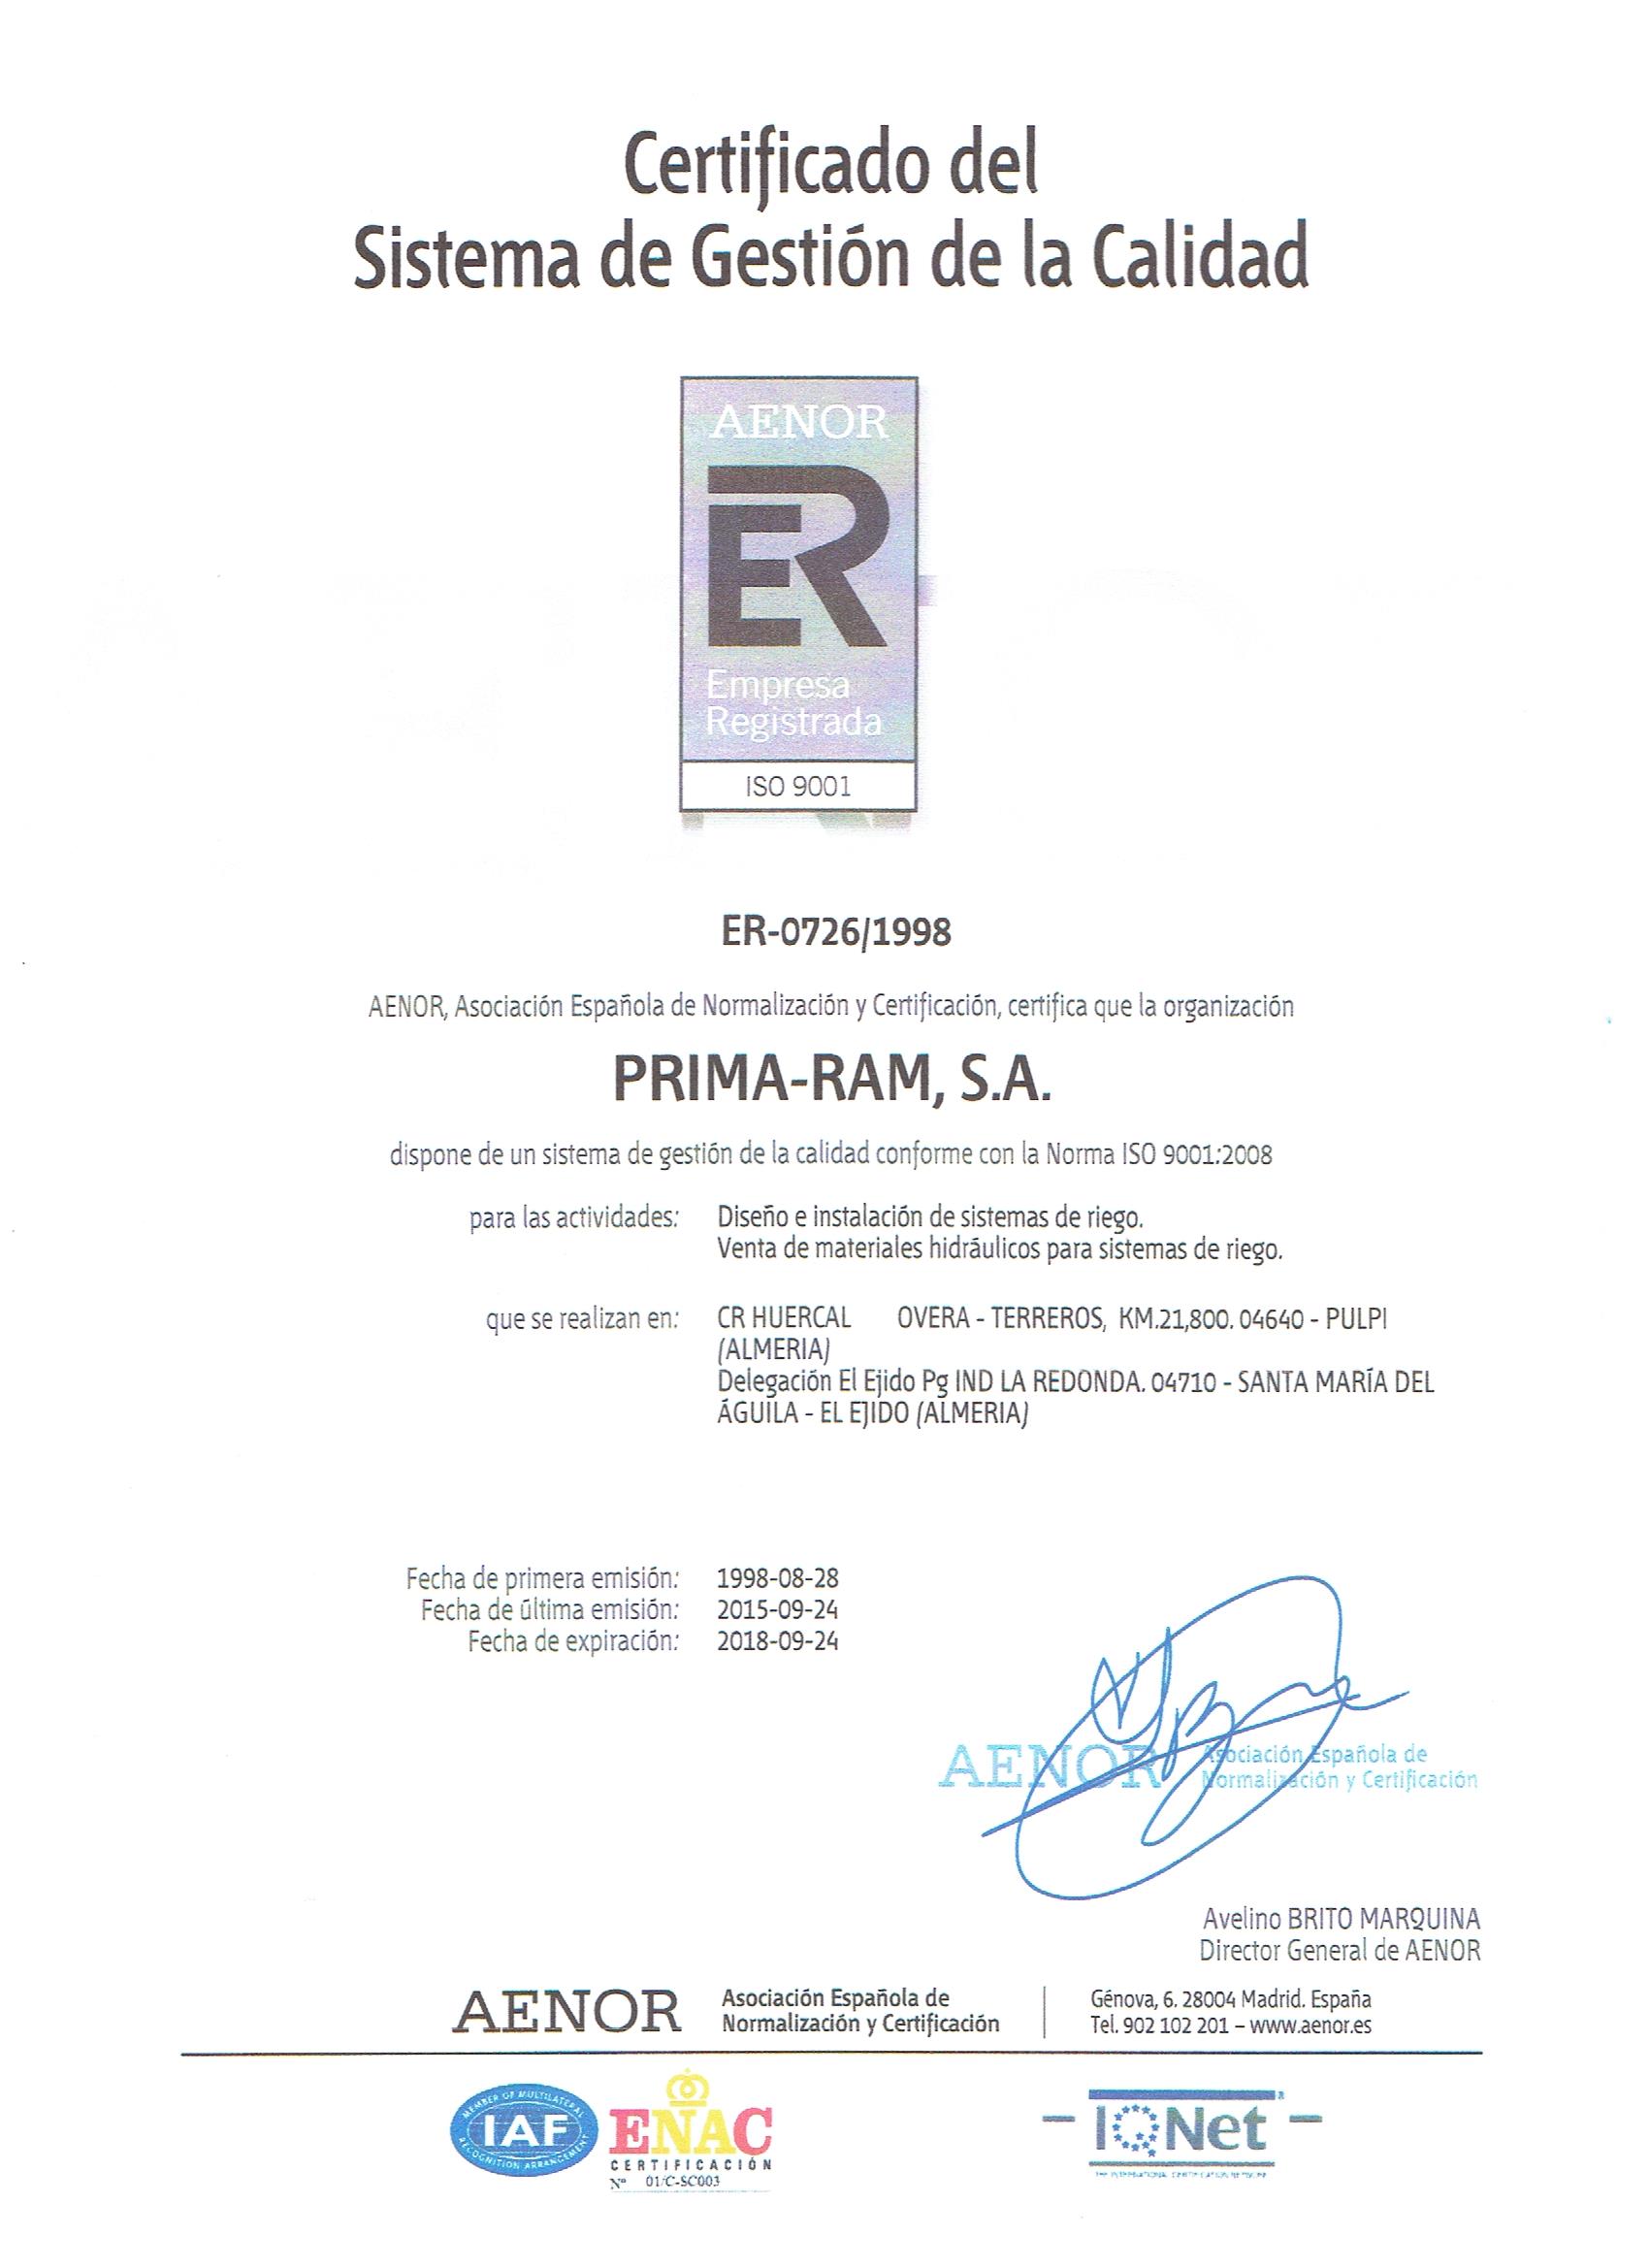 Certificado del
Sistema de Gestión de la Calidad
AENOR
ER
Empresa
Registrada
ISO 9001
ER-0726/1998
AENOR, Asociación Española de Normalización y Certificación, certifica que la organización
PRIMA-RAM, S.A.
dispone de un sistema de gestión de la calidad conforme con la Norma ISO 9001:2008
para las actividades: Diseño e instalación de sistemas de riego.
Venta de materiales hidráulicos para sistemas de riego.
que se realizan en: CR HUERCAL OVERA - TERREROS, KM.21,800. 04640 - PULPI
(ALMERIA)
Delegación El Ejido Pg IND LA REDONDA. 04710 - SANTA MARÍA DEL
ÁGUILA - EL EJIDO (ALMERIA)
Fecha de primera emisión: 1998-08-28
Fecha de última emisión: 2015-09-24
Fecha de expiración: 2018-09-24
AENOR Asociación Española de
Normalización y Certificación
Avelino BRITO MARQUINA
Director General de AENOR
AENOR Asociación Española de
Normalización y Certificación
Génova, 6. 28004 Madrid. España
Tel. 902 102 201 – www.aenor.es
MEMBER OF MULTILATERAL
IAF
RECOGNITION ARRANGEMENT
ENAC
CERTIFICACIÓN
Nº 01/C-SC003
IQNet ®
THE INTERNATIONAL CERTIFICATION NETWORK